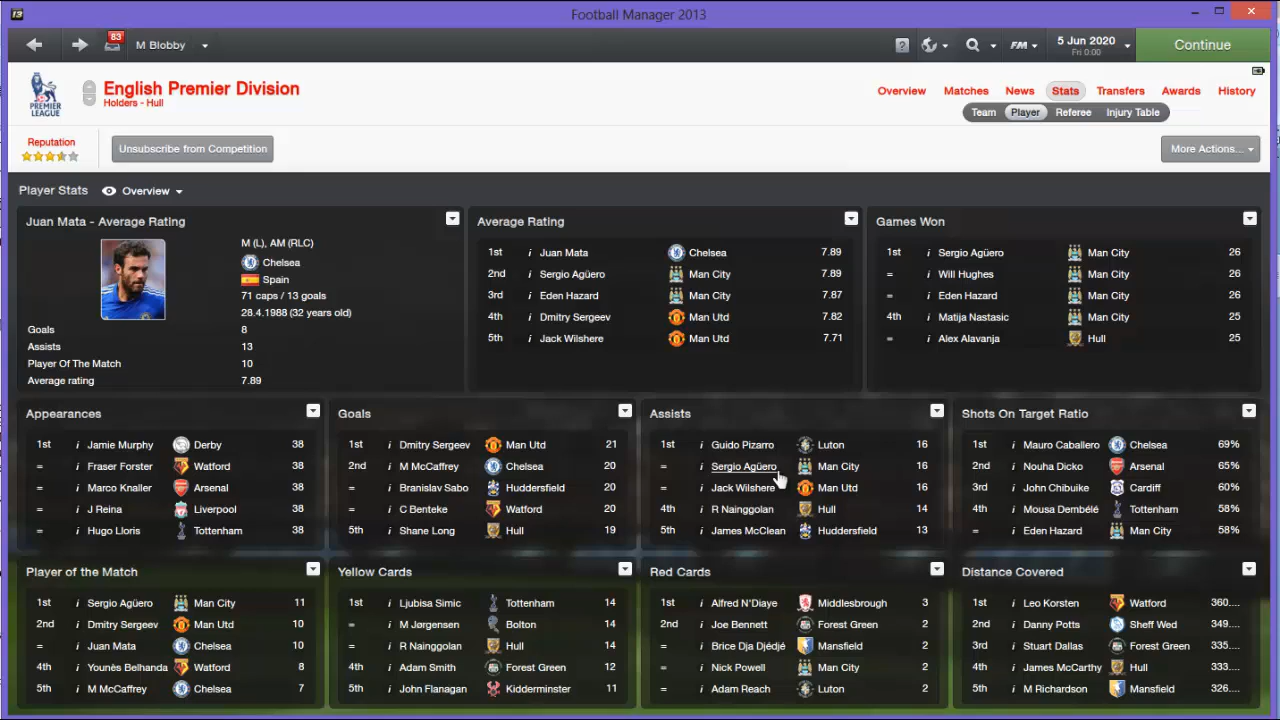 Football Manager 2013
83
M Blobby
?
FM
5 Jun 2020
Fri 0:00
Continue
PREMIER LEAGUE
English Premier Division
Holders - Hull
Overview Matches News Stats Transfers Awards History
Team Player Referee Injury Table
Reputation
Unsubscribe from Competition
More Actions...
Player Stats Overview
Juan Mata - Average Rating
M (L), AM (RLC)
Chelsea
Spain
71 caps / 13 goals
28.4.1988 (32 years old)
Goals 8
Assists 13
Player Of The Match 10
Average rating 7.89
Average Rating
1st i Juan Mata Chelsea 7.89
2nd i Sergio Agüero Man City 7.89
3rd i Eden Hazard Man City 7.87
4th i Dmitry Sergeev Man Utd 7.82
5th i Jack Wilshere Man Utd 7.71
Games Won
1st i Sergio Agüero Man City 26
= i Will Hughes Man City 26
= i Eden Hazard Man City 26
4th i Matija Nastasic Man City 25
= i Alex Alavanja Hull 25
Appearances
1st i Jamie Murphy Derby 38
= i Fraser Forster Watford 38
= i Marco Knaller Arsenal 38
= i J Reina Liverpool 38
= i Hugo Lloris Tottenham 38
Goals
1st i Dmitry Sergeev Man Utd 21
2nd i M McCaffrey Chelsea 20
= i Branislav Sabo Huddersfield 20
= i C Benteke Watford 20
5th i Shane Long Hull 19
Assists
1st i Guido Pizarro Luton 16
= i Sergio Agüero Man City 16
= i Jack Wilshere Man Utd 16
4th i R Nainggolan Hull 14
5th i James McClean Huddersfield 13
Shots On Target Ratio
1st i Mauro Caballero Chelsea 69%
2nd i Nouha Dicko Arsenal 65%
3rd i John Chibuike Cardiff 60%
4th i Mousa Dembélé Tottenham 58%
= i Eden Hazard Man City 58%
Player of the Match
1st i Sergio Agüero Man City 11
2nd i Dmitry Sergeev Man Utd 10
= i Juan Mata Chelsea 10
4th i Younès Belhanda Watford 8
5th i M McCaffrey Chelsea 7
Yellow Cards
1st i Ljubisa Simic Tottenham 14
= i M Jørgensen Bolton 14
= i R Nainggolan Hull 14
4th i Adam Smith Forest Green 12
5th i John Flanagan Kidderminster 11
Red Cards
1st i Alfred N'Diaye Middlesbrough 3
2nd i Joe Bennett Forest Green 2
= i Brice Dja Djédjé Mansfield 2
= i Nick Powell Man City 2
= i Adam Reach Luton 2
Distance Covered
1st i Leo Korsten Watford 360....
2nd i Danny Potts Sheff Wed 349....
3rd i Stuart Dallas Forest Green 335....
4th i James McCarthy Hull 333....
5th i M Richardson Mansfield 326....